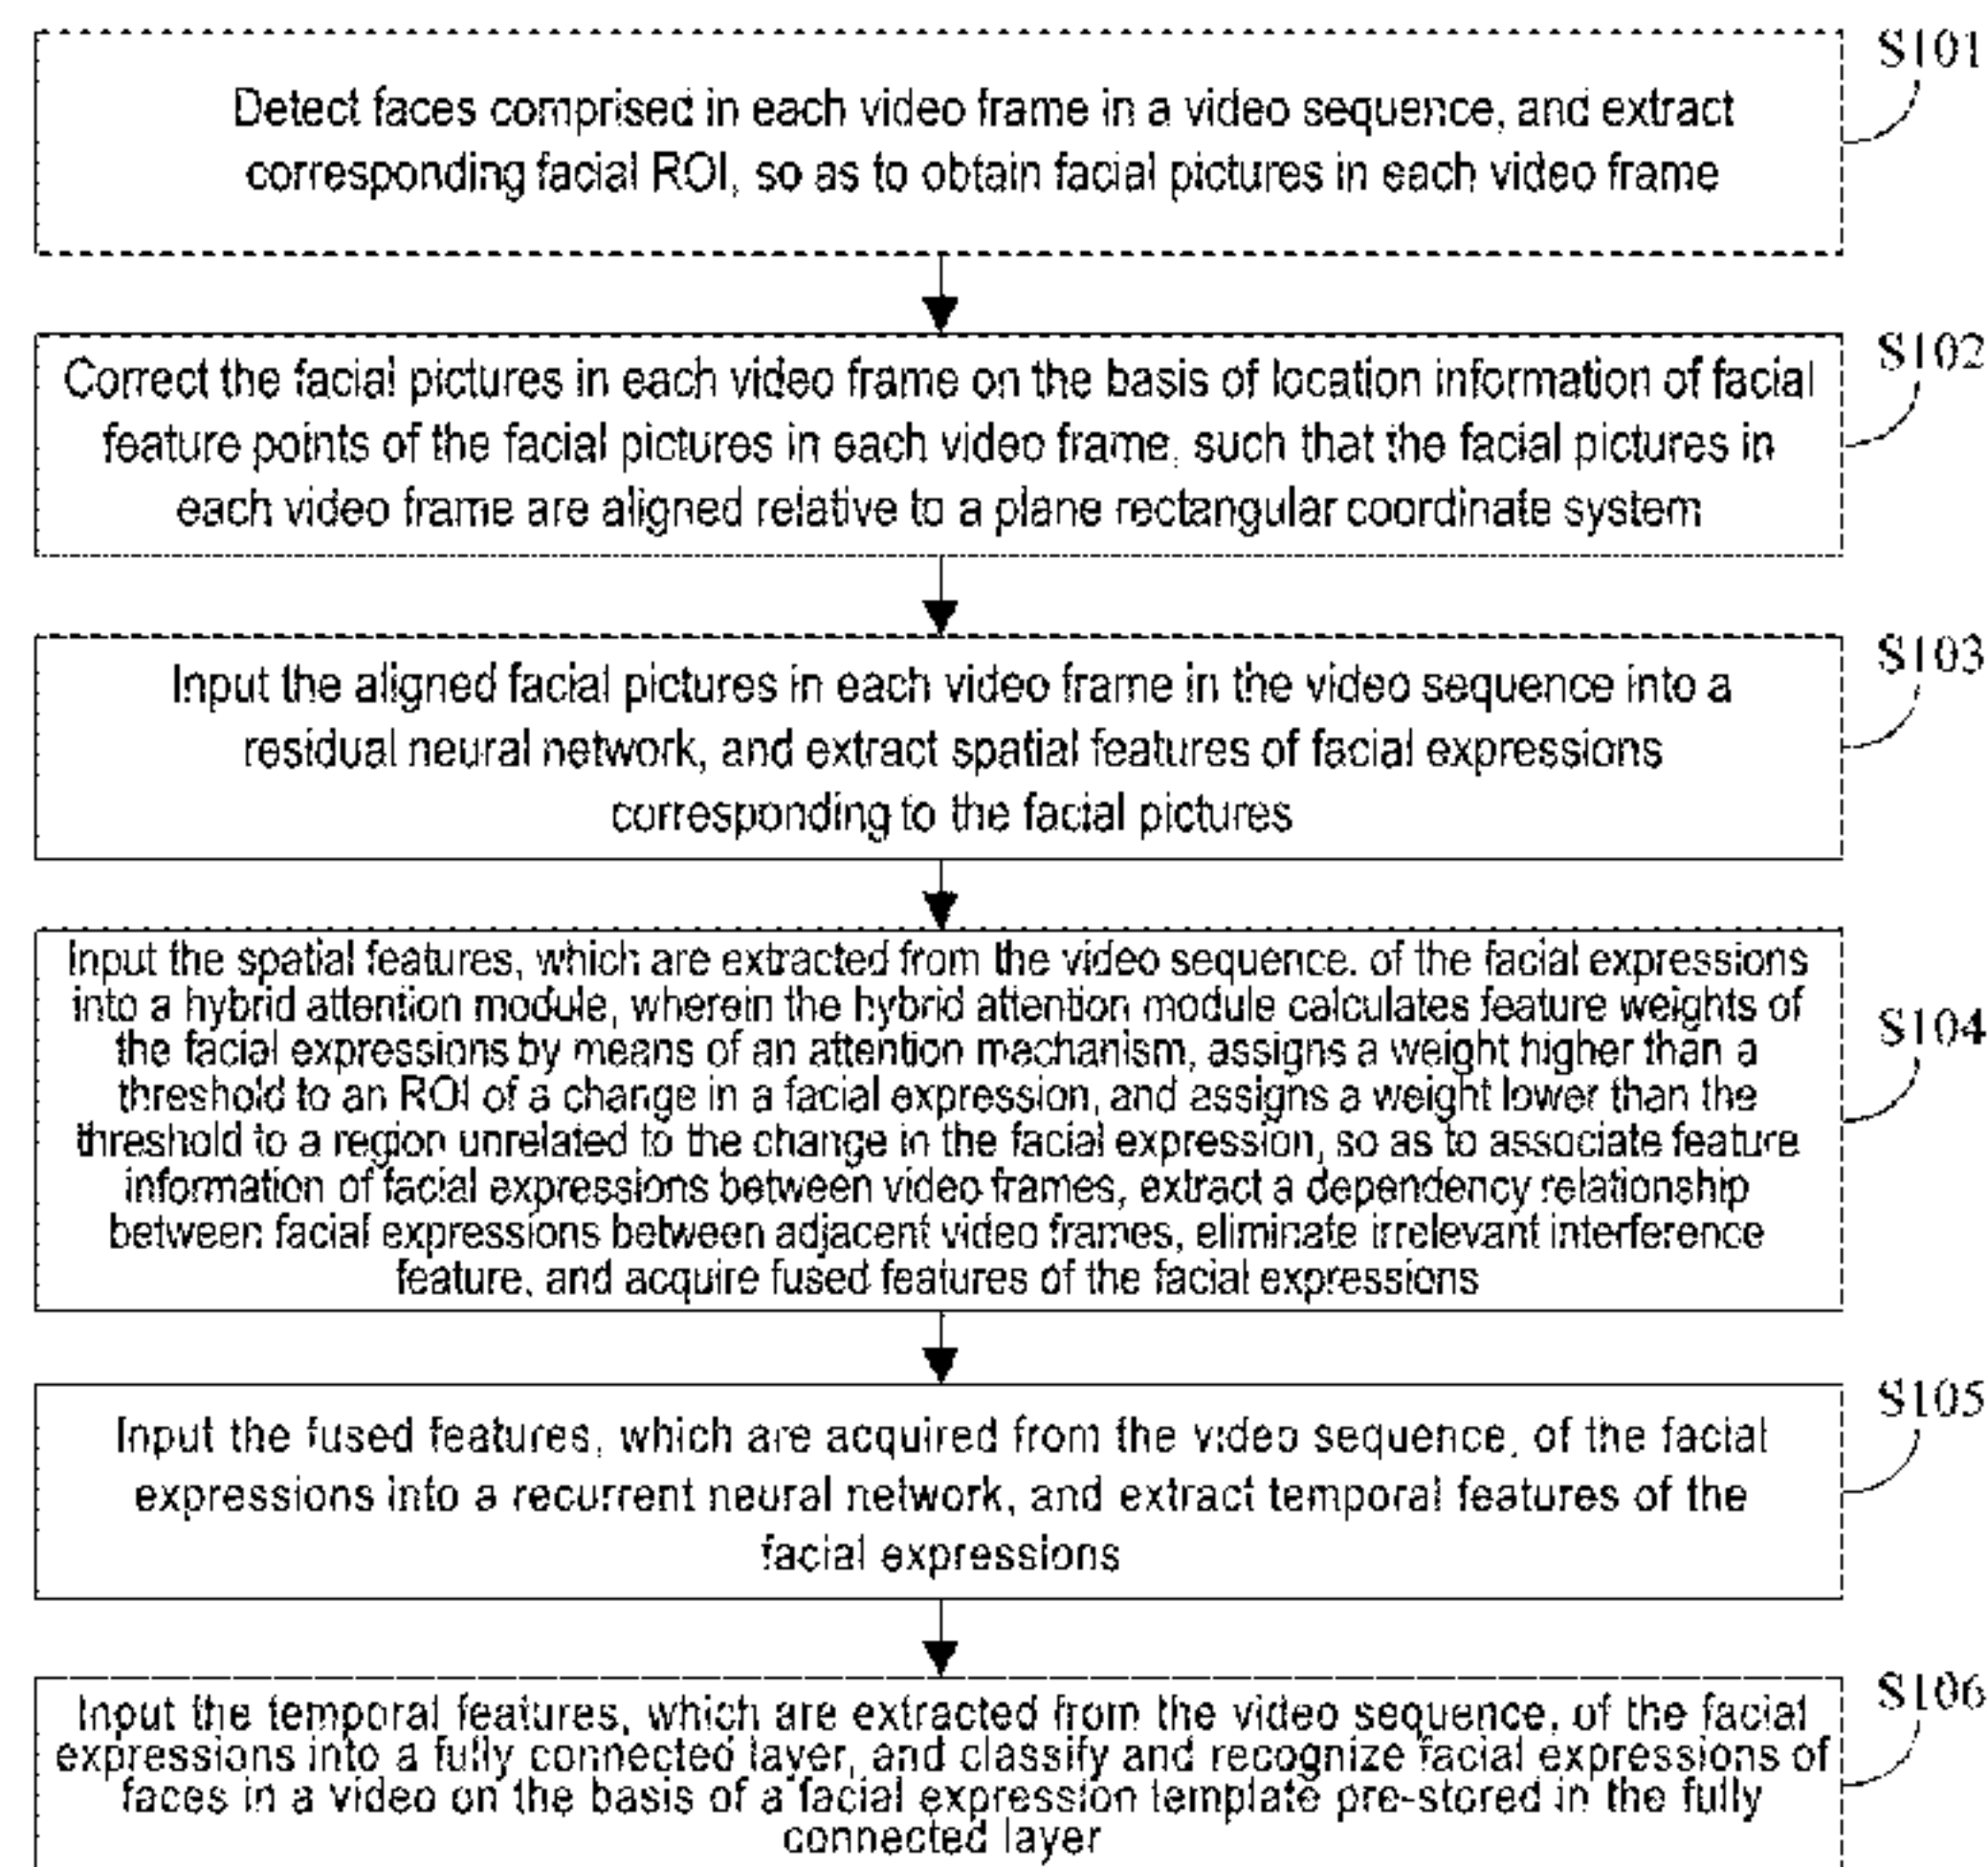 S101
Detect faces comprised in each video frame in a video sequence, and extract
corresponding facial ROI, so as to obtain facial pictures in each video frame
S102
Correct the facial pictures in each video frame on the basis of location information of facial
feature points of the facial pictures in each video frame, such that the facial pictures in
each video frame are aligned relative to a plane rectangular coordinate system
S103
Input the aligned facial pictures in each video frame in the video sequence into a
residual neural network, and extract spatial features of facial expressions
corresponding to the facial pictures
S104
Input the spatial features, which are extracted from the video sequence, of the facial expressions
into a hybrid attention module, wherein the hybrid attention module calculates feature weights of
the facial expressions by means of an attention mechanism, assigns a weight higher than a
threshold to an ROI of a change in a facial expression, and assigns a weight lower than the
threshold to a region unrelated to the change in the facial expression, so as to associate feature
information of facial expressions between video frames, extract a dependency relationship
between facial expressions between adjacent video frames, eliminate irrelevant interference
feature, and acquire fused features of the facial expressions
S105
Input the fused features, which are acquired from the video sequence, of the facial
expressions into a recurrent neural network, and extract temporal features of the
facial expressions
S106
Input the temporal features, which are extracted from the video sequence, of the facial
expressions into a fully connected layer, and classify and recognize facial expressions of
faces in a video on the basis of a facial expression template pre-stored in the fully
connected layer